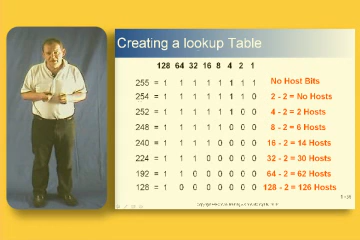 Creating a lookup Table
128 64 32 16 8 4 2 1
255 = 1 1 1 1 1 1 1 1 No Host Bits
254 = 1 1 1 1 1 1 1 0 2 - 2 = No Hosts
252 = 1 1 1 1 1 1 0 0 4 - 2 = 2 Hosts
248 = 1 1 1 1 1 0 0 0 8 - 2 = 6 Hosts
240 = 1 1 1 1 0 0 0 0 16 - 2 = 14 Hosts
224 = 1 1 1 0 0 0 0 0 32 - 2 = 30 Hosts
192 = 1 1 0 0 0 0 0 0 64 - 2 = 62 Hosts
128 = 1 0 0 0 0 0 0 0 128 - 2 = 126 Hosts